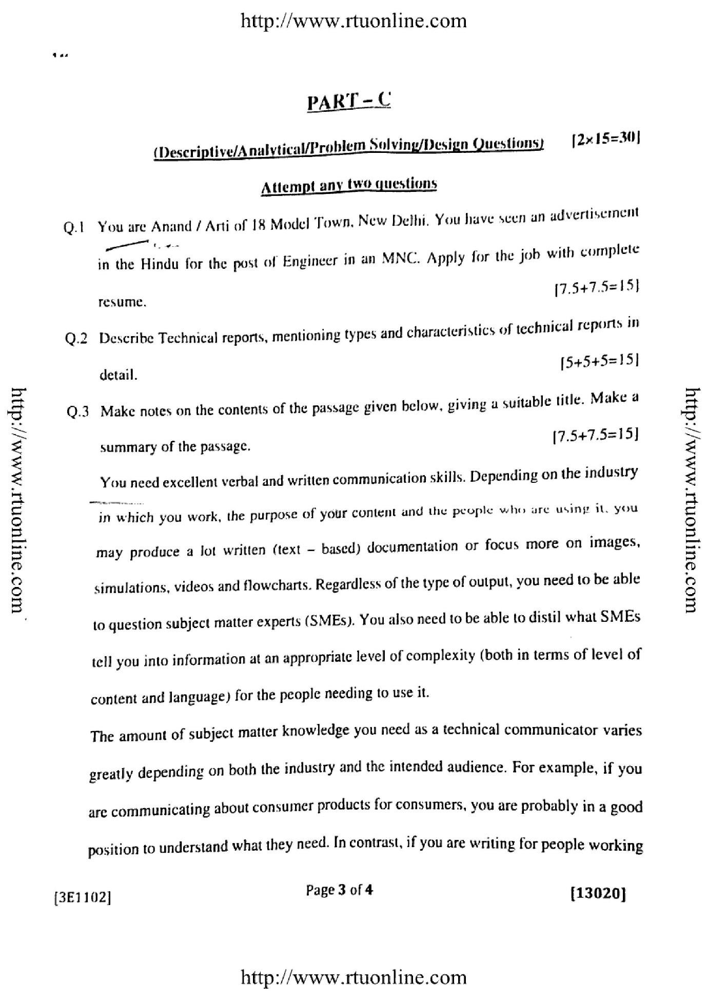 http://www.rtuonline.com
PART – C
(Descriptive/Analytical/Problem Solving/Design Questions) [2×15=30]
Attempt any two questions
Q.1 You are Anand / Arti of 18 Model Town, New Delhi. You have seen an advertisement
in the Hindu for the post of Engineer in an MNC. Apply for the job with complete
resume. [7.5+7.5=15]
Q.2 Describe Technical reports, mentioning types and characteristics of technical reports in
detail. [5+5+5=15]
Q.3 Make notes on the contents of the passage given below, giving a suitable title. Make a
summary of the passage. [7.5+7.5=15]
You need excellent verbal and written communication skills. Depending on the industry
in which you work, the purpose of your content and the people who are using it, you
may produce a lot written (text – based) documentation or focus more on images,
simulations, videos and flowcharts. Regardless of the type of output, you need to be able
to question subject matter experts (SMEs). You also need to be able to distil what SMEs
tell you into information at an appropriate level of complexity (both in terms of level of
content and language) for the people needing to use it.
The amount of subject matter knowledge you need as a technical communicator varies
greatly depending on both the industry and the intended audience. For example, if you
are communicating about consumer products for consumers, you are probably in a good
position to understand what they need. In contrast, if you are writing for people working
[3E1102] Page 3 of 4 [13020]
http://www.rtuonline.com
http://www.rtuonline.com
http://www.rtuonline.com